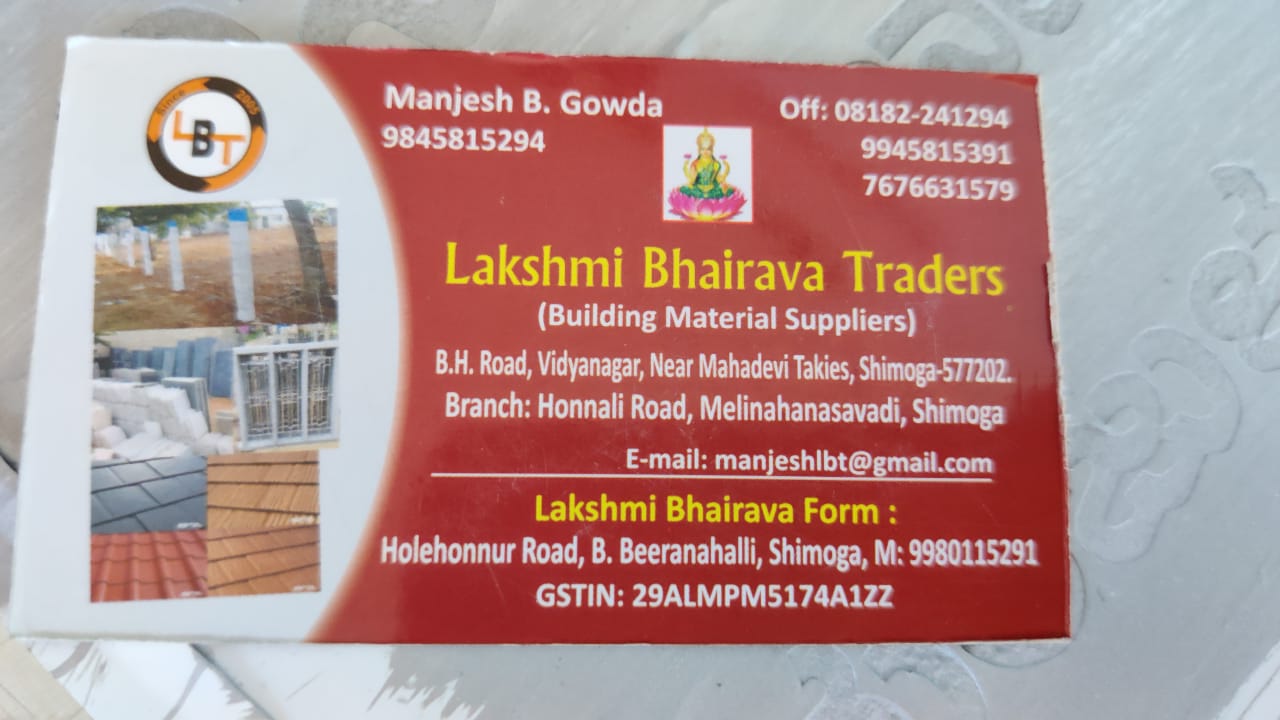 Since 2005
LBT
Manjesh B. Gowda
9845815294
Off: 08182-241294
9945815391
7676631579
Lakshmi Bhairava Traders
(Building Material Suppliers)
B.H. Road, Vidyanagar, Near Mahadevi Takies, Shimoga-577202.
Branch: Honnali Road, Melinahanasavadi, Shimoga
E-mail: manjeshlbt@gmail.com
Lakshmi Bhairava Form :
Holehonnur Road, B. Beeranahalli, Shimoga, M: 9980115291
GSTIN: 29ALMPM5174A1ZZ